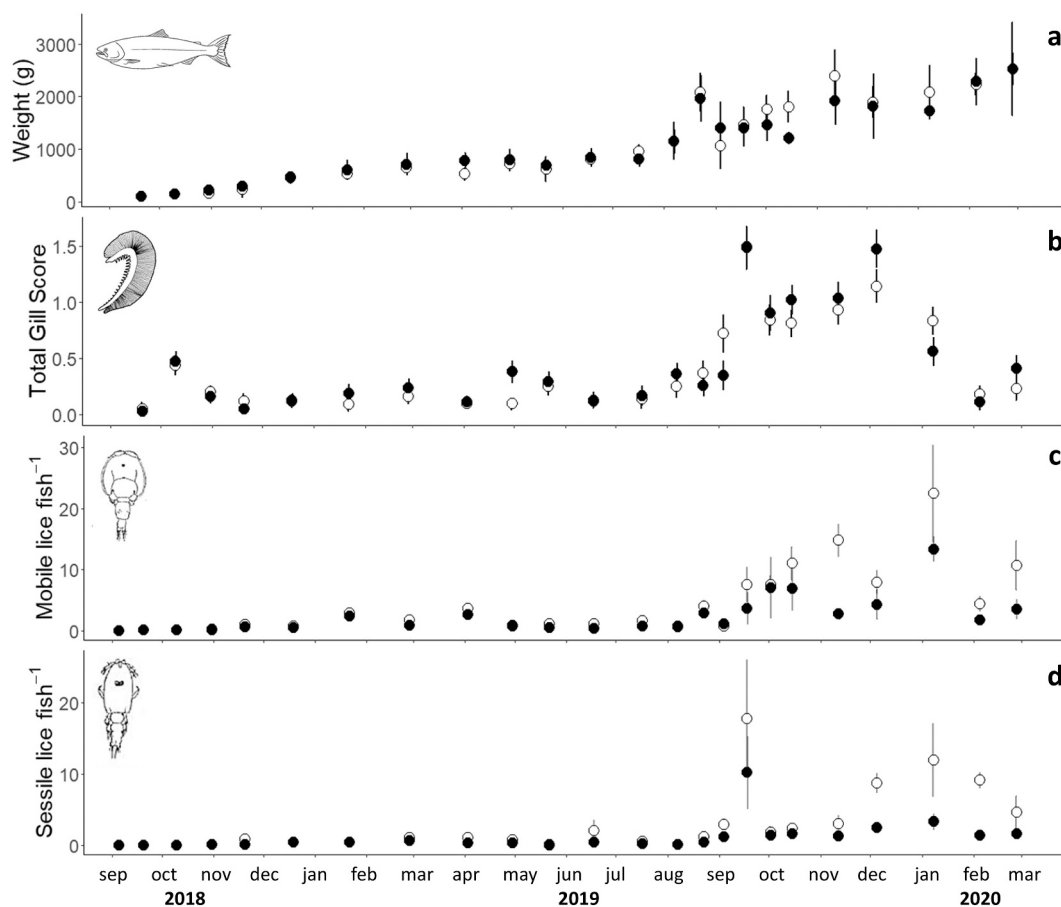 a
Weight (g)
3000
2000
1000
0
b
Total Gill Score
1.5
1.0
0.5
0.0
c
Mobile lice fish⁻¹
30
20
10
0
d
Sessile lice fish⁻¹
20
10
0
sep oct nov dec jan feb mar apr may jun jul aug sep oct nov dec jan feb mar
2018 2019 2020